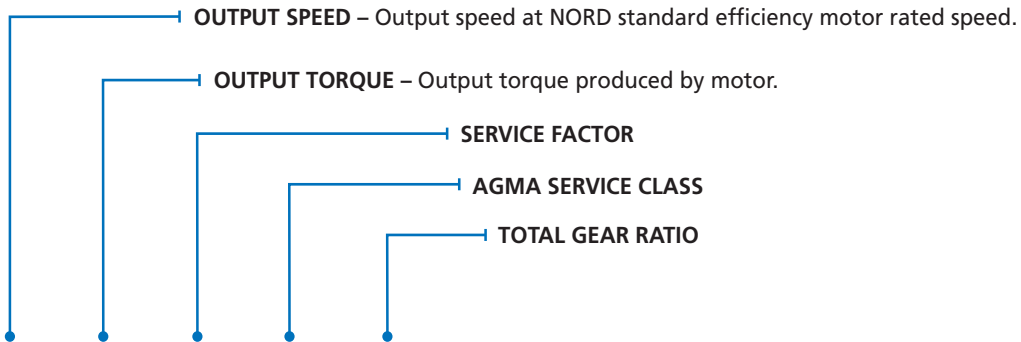 OUTPUT SPEED – Output speed at NORD standard efficiency motor rated speed.
OUTPUT TORQUE – Output torque produced by motor.
SERVICE FACTOR
AGMA SERVICE CLASS
TOTAL GEAR RATIO